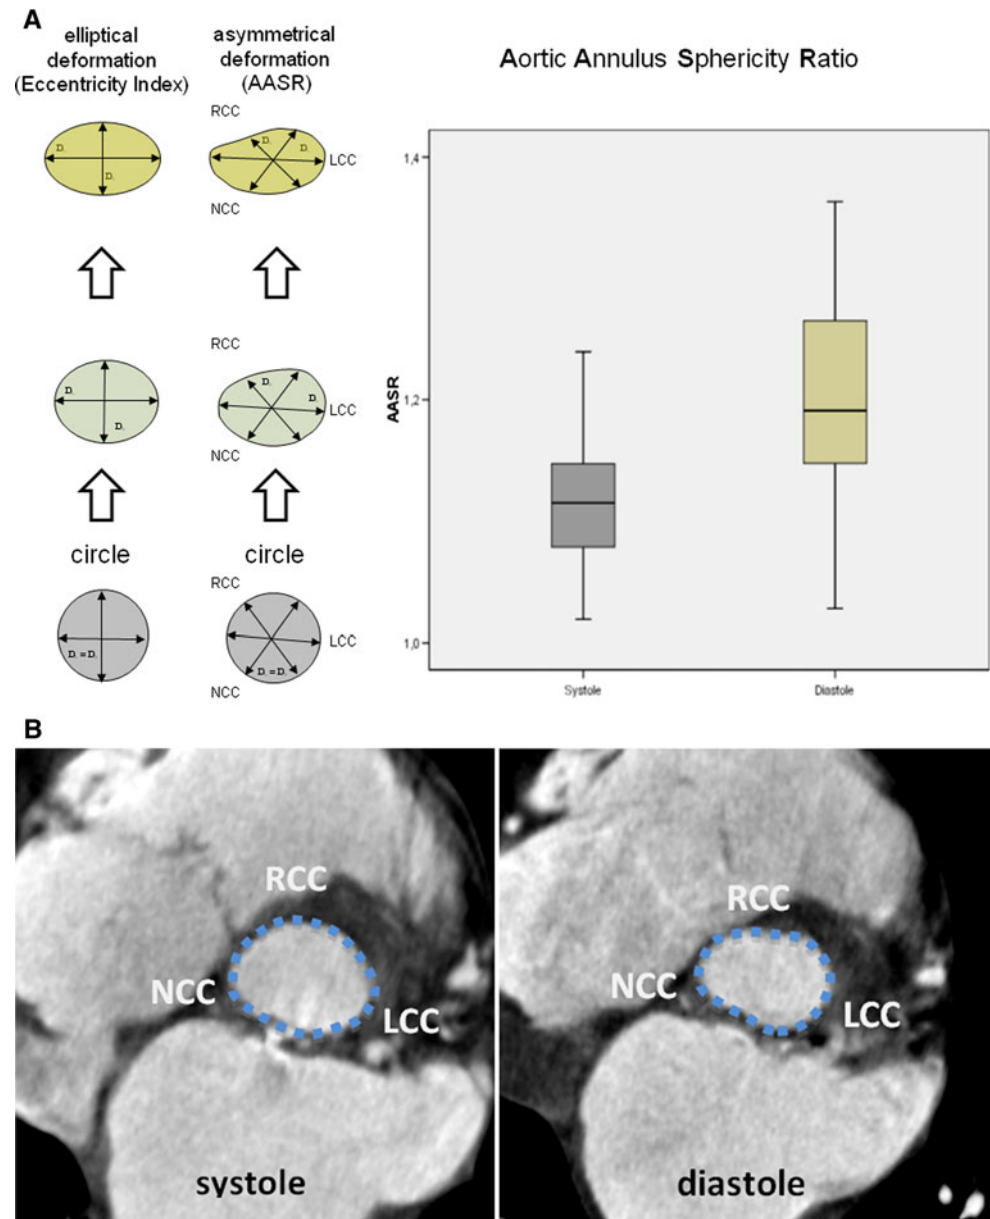 A
elliptical
deformation
(Eccentricity Index)
asymmetrical
deformation
(AASR)
RCC
D.
D.
D.
D.
LCC
NCC
RCC
D.
D.
D.
D.
LCC
NCC
circle
circle
RCC
D. = D.
D. = D.
LCC
NCC
Aortic Annulus Sphericity Ratio
1,4
1,2
1,0
AASR
Systole
Diastole
B
RCC
NCC
LCC
systole
RCC
NCC
LCC
diastole